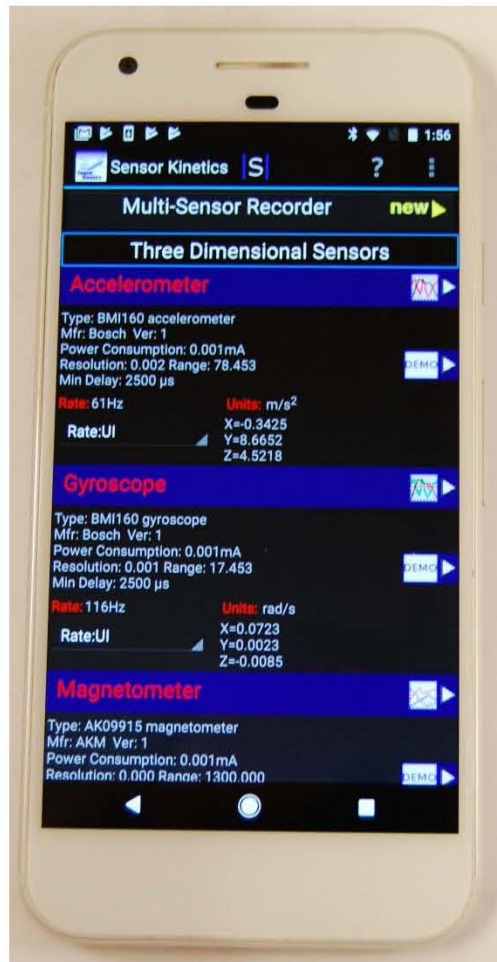 1:56
Sensor Kinetics |S| ?
Multi-Sensor Recorder new
Three Dimensional Sensors
Accelerometer
Type: BMI160 accelerometer
Mfr: Bosch Ver: 1
Power Consumption: 0.001mA
Resolution: 0.002 Range: 78.453
DEMO
Min Delay: 2500 µs
Rate: 61Hz Units: m/s²
Rate:UI X=-0.3425
Y=8.6652
Z=4.5218
Gyroscope
Type: BMI160 gyroscope
Mfr: Bosch Ver: 1
Power Consumption: 0.001mA
Resolution: 0.001 Range: 17.453
DEMO
Min Delay: 2500 µs
Rate: 116Hz Units: rad/s
Rate:UI X=0.0723
Y=0.0023
Z=-0.0085
Magnetometer
Type: AK09915 magnetometer
Mfr: AKM Ver: 1
Power Consumption: 0.001mA
Resolution: 0.000 Range: 1300.000
DEMO